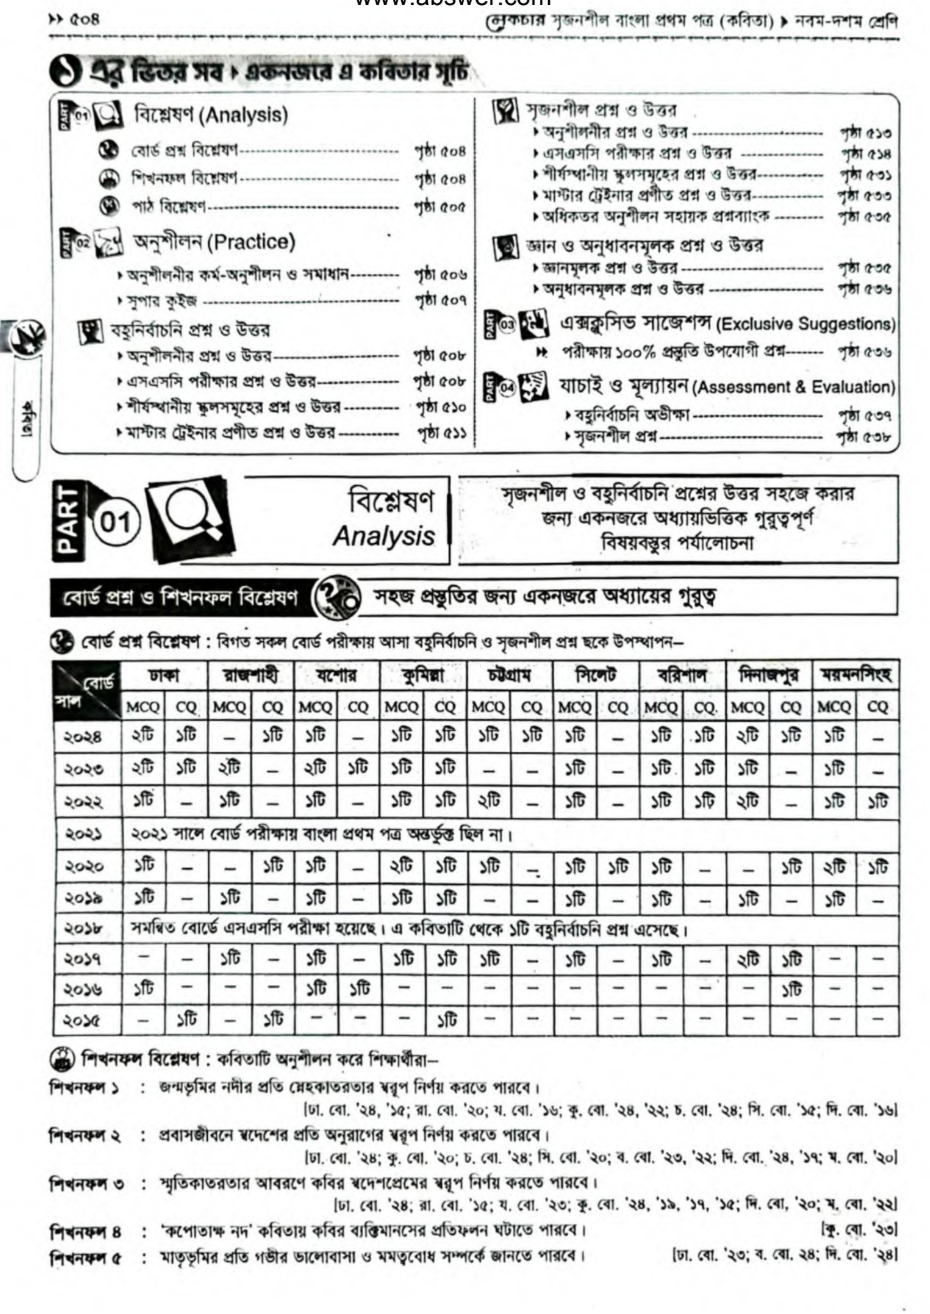 www.abswer.com
›› ৫০৪
লেকচার সৃজনশীল বাংলা প্রথম পত্র (কবিতা) ▸ নবম-দশম শ্রেণি
১ এর ভিতর সব ▸ একনজরে এ কবিতার সূচি
PART 01 বিশ্লেষণ (Analysis)
বোর্ড প্রশ্ন বিশ্লেষণ---------- পৃষ্ঠা ৫০৪
শিখনফল বিশ্লেষণ---------- পৃষ্ঠা ৫০৪
পাঠ বিশ্লেষণ---------- পৃষ্ঠা ৫০৫
PART 02 অনুশীলন (Practice)
▸ অনুশীলনীর কর্ম-অনুশীলন ও সমাধান---------- পৃষ্ঠা ৫০৬
▸ সুপার কুইজ ---------- পৃষ্ঠা ৫০৭
বহুনির্বাচনি প্রশ্ন ও উত্তর
▸ অনুশীলনীর প্রশ্ন ও উত্তর---------- পৃষ্ঠা ৫০৮
▸ এসএসসি পরীক্ষার প্রশ্ন ও উত্তর---------- পৃষ্ঠা ৫০৮
▸ শীর্ষস্থানীয় স্কুলসমূহের প্রশ্ন ও উত্তর ---------- পৃষ্ঠা ৫১০
▸ মাস্টার ট্রেইনার প্রণীত প্রশ্ন ও উত্তর ---------- পৃষ্ঠা ৫১১
সৃজনশীল প্রশ্ন ও উত্তর
▸ অনুশীলনীর প্রশ্ন ও উত্তর ---------- পৃষ্ঠা ৫১৩
▸ এসএসসি পরীক্ষার প্রশ্ন ও উত্তর ---------- পৃষ্ঠা ৫১৪
▸ শীর্ষস্থানীয় স্কুলসমূহের প্রশ্ন ও উত্তর---------- পৃষ্ঠা ৫৩১
▸ মাস্টার ট্রেইনার প্রণীত প্রশ্ন ও উত্তর ---------- পৃষ্ঠা ৫৩৩
▸ অধিকতর অনুশীলন সহায়ক প্রশ্নব্যাংক ---------- পৃষ্ঠা ৫৩৫
জ্ঞান ও অনুধাবনমূলক প্রশ্ন ও উত্তর
▸ জ্ঞানমূলক প্রশ্ন ও উত্তর ---------- পৃষ্ঠা ৫৩৫
▸ অনুধাবনমূলক প্রশ্ন ও উত্তর ---------- পৃষ্ঠা ৫৩৬
PART 03 এক্সক্লুসিভ সাজেশন্স (Exclusive Suggestions)
›› পরীক্ষায় ১০০% প্রস্তুতি উপযোগী প্রশ্ন------- পৃষ্ঠা ৫৩৬
PART 04 যাচাই ও মূল্যায়ন (Assessment & Evaluation)
▸ বহুনির্বাচনি অভীক্ষা ---------- পৃষ্ঠা ৫৩৭
▸ সৃজনশীল প্রশ্ন ---------- পৃষ্ঠা ৫৩৮
কবিতা
PART 01
বিশ্লেষণ
Analysis
সৃজনশীল ও বহুনির্বাচনি প্রশ্নের উত্তর সহজে করার
জন্য একনজরে অধ্যায়ভিত্তিক গুরুত্বপূর্ণ
বিষয়বস্তুর পর্যালোচনা
বোর্ড প্রশ্ন ও শিখনফল বিশ্লেষণ সহজ প্রস্তুতির জন্য একনজরে অধ্যায়ের গুরুত্ব
বোর্ড প্রশ্ন বিশ্লেষণ : বিগত সকল বোর্ড পরীক্ষায় আসা বহুনির্বাচনি ও সৃজনশীল প্রশ্ন ছকে উপস্থাপন–
বোর্ড ঢাকা রাজশাহী যশোর কুমিল্লা চট্টগ্রাম সিলেট বরিশাল দিনাজপুর ময়মনসিংহ
সাল MCQ CQ MCQ CQ MCQ CQ MCQ CQ MCQ CQ MCQ CQ MCQ CQ MCQ CQ MCQ CQ
২০২৪ ২টি ১টি – ১টি ১টি – ১টি ১টি ১টি ১টি ১টি – ১টি ১টি ২টি ১টি ১টি –
২০২৩ ২টি ১টি ২টি – ২টি ১টি ১টি ১টি – – ১টি – ১টি ১টি ১টি – ১টি –
২০২২ ১টি – ১টি – ১টি – ১টি ১টি ২টি – ১টি – ১টি ১টি ২টি – ১টি ১টি
২০২১ ২০২১ সালে বোর্ড পরীক্ষায় বাংলা প্রথম পত্র অন্তর্ভুক্ত ছিল না।
২০২০ ১টি – – ১টি ১টি – ২টি ১টি ১টি – ১টি ১টি ১টি – – ১টি ২টি ১টি
২০১৯ ১টি – ১টি – ১টি – ১টি ১টি ১টি – ১টি – ১টি – ১টি – ১টি –
২০১৮ সমন্বিত বোর্ডে এসএসসি পরীক্ষা হয়েছে। এ কবিতাটি থেকে ১টি বহুনির্বাচনি প্রশ্ন এসেছে।
২০১৭ – – ১টি – ১টি – ১টি ১টি ১টি – ১টি – ১টি – ২টি ১টি – –
২০১৬ ১টি – – – ১টি ১টি – – – – – – – – – ১টি – –
২০১৫ – ১টি – ১টি – – – ১টি – – – – – – – – – –
শিখনফল বিশ্লেষণ : কবিতাটি অনুশীলন করে শিক্ষার্থীরা–
শিখনফল ১ : জন্মভূমির নদীর প্রতি স্নেহকাতরতার স্বরূপ নির্ণয় করতে পারবে।
[ঢা. বো. '২৪, '১৫; রা. বো. '২০; য. বো. '১৬; কু. বো. '২৪, '২২; চ. বো. '২৪; সি. বো. '১৫; দি. বো. '১৬]
শিখনফল ২ : প্রবাসজীবনে স্বদেশের প্রতি অনুরাগের স্বরূপ নির্ণয় করতে পারবে।
[ঢা. বো. '২৪; কু. বো. '২০; চ. বো. '২৪; সি. বো. '২০; ব. বো. '২৩, '২২; দি. বো. '২৪, '১৭; ম. বো. '২০]
শিখনফল ৩ : স্মৃতিকাতরতার আবরণে কবির স্বদেশপ্রেমের স্বরূপ নির্ণয় করতে পারবে।
[ঢা. বো. '২৪; রা. বো. '১৫; য. বো. '২৩; কু. বো. '২৪, '১৯, '১৭, '১৫; দি. বো. '২০; ম. বো. '২২]
শিখনফল ৪ : ‘কপোতাক্ষ নদ’ কবিতায় কবির ব্যক্তিমানসের প্রতিফলন ঘটাতে পারবে। [কু. বো. '২৩]
শিখনফল ৫ : মাতৃভূমির প্রতি গভীর ভালোবাসা ও মমত্ববোধ সম্পর্কে জানতে পারবে। [ঢা. বো. '২৩; ব. বো. ২৪; দি. বো. '২৪]